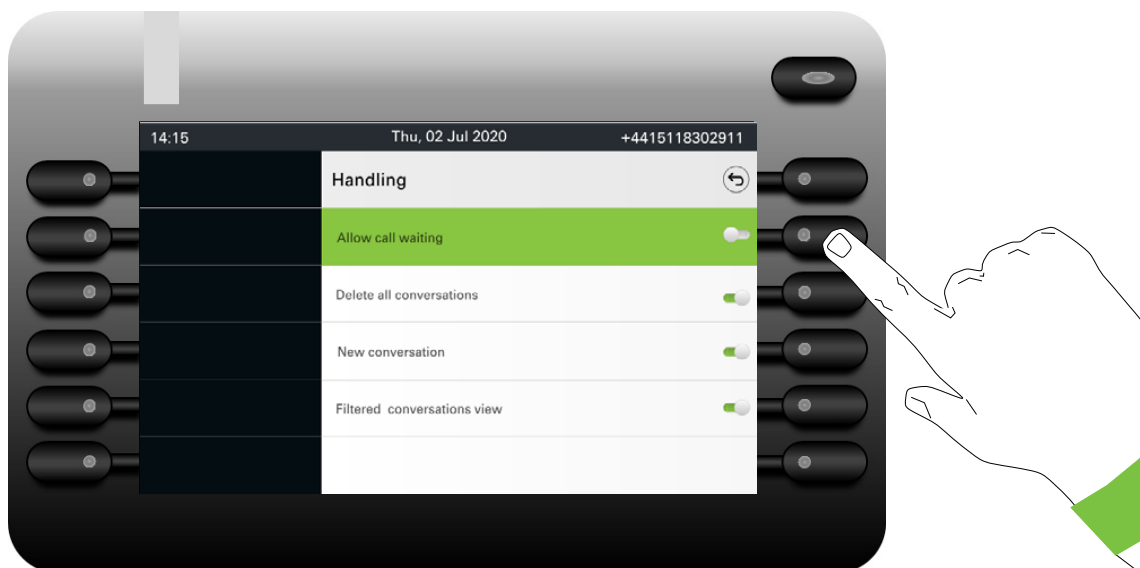 14:15 Thu, 02 Jul 2020 +4415118302911
Handling
Allow call waiting
Delete all conversations
New conversation
Filtered conversations view